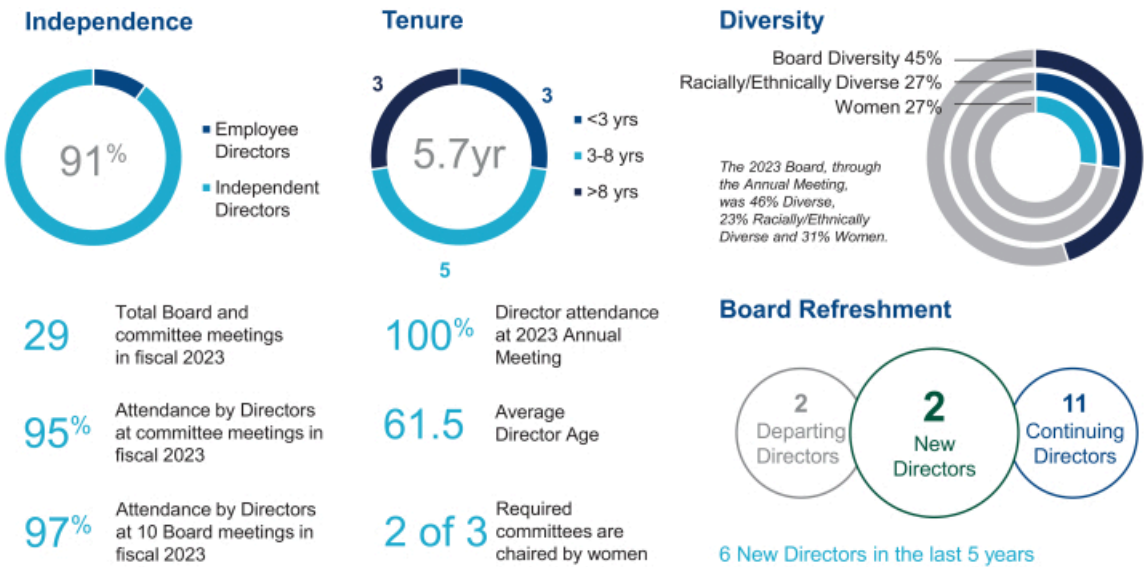 Independence
91%
Employee
Directors
Independent
Directors
Tenure
3
3
5.7yr
5
<3 yrs
3-8 yrs
>8 yrs
Diversity
Board Diversity 45%
Racially/Ethnically Diverse 27%
Women 27%
The 2023 Board, through
the Annual Meeting,
was 46% Diverse,
23% Racially/Ethnically
Diverse and 31% Women.
29
Total Board and
committee meetings
in fiscal 2023
95%
Attendance by Directors
at committee meetings in
fiscal 2023
97%
Attendance by Directors
at 10 Board meetings in
fiscal 2023
100%
Director attendance
at 2023 Annual
Meeting
61.5
Average
Director Age
2 of 3
Required
committees are
chaired by women
Board Refreshment
2
Departing
Directors
2
New
Directors
11
Continuing
Directors
6 New Directors in the last 5 years